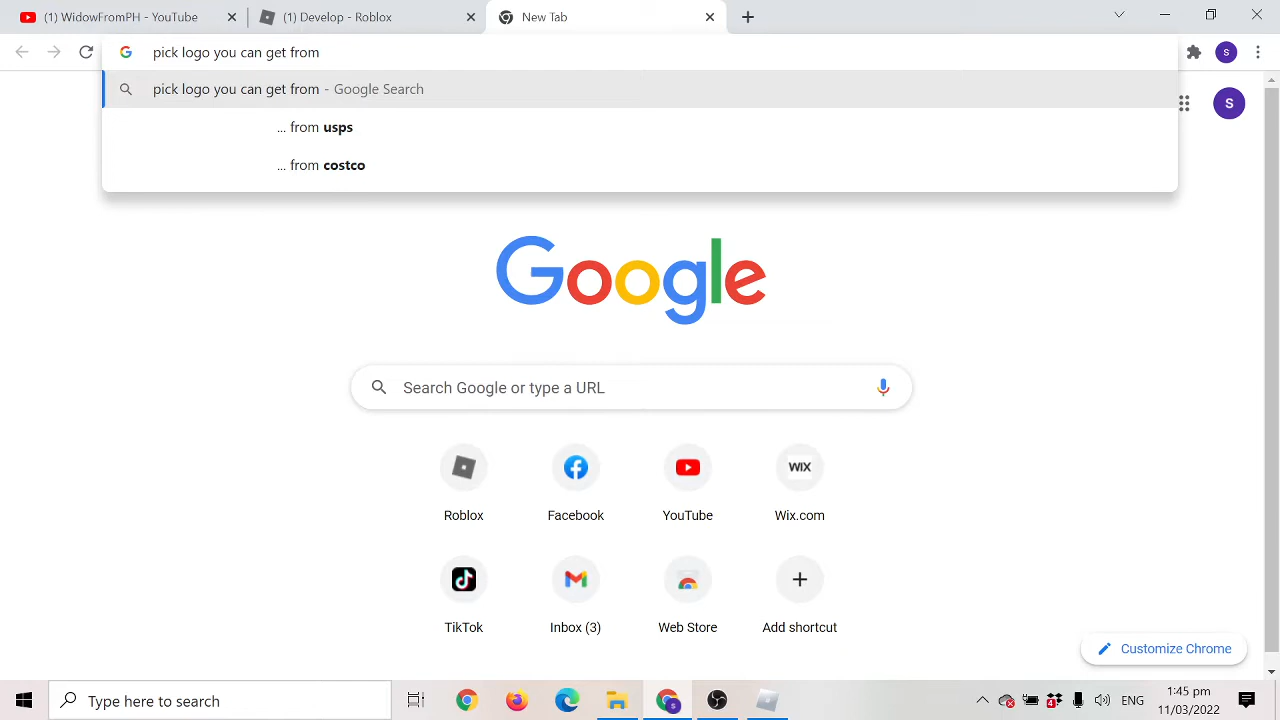 (1) WidowFromPH - YouTube
(1) Develop - Roblox
New Tab
pick logo you can get from
S
pick logo you can get from - Google Search
... from usps
... from costco
S
Google
Search Google or type a URL
WIX
Roblox
Facebook
YouTube
Wix.com
TikTok
Inbox (3)
Web Store
Add shortcut
Customize Chrome
Type here to search
S
4
ENG
1:45 pm
11/03/2022